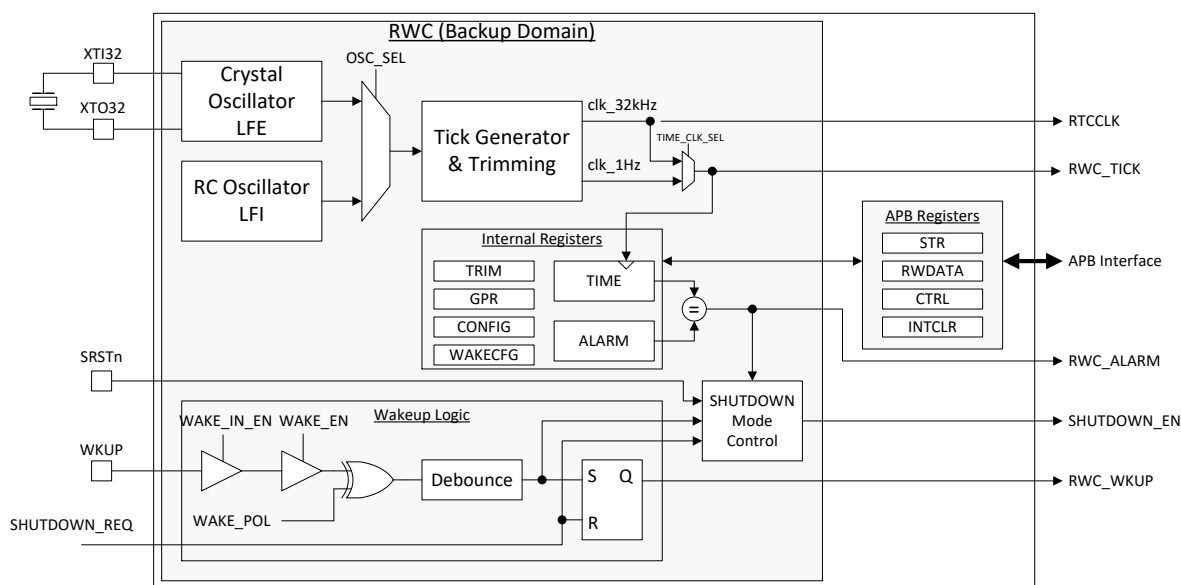 RWC (Backup Domain)
XTI32
XTO32
Crystal
Oscillator
LFE
RC Oscillator
LFI
OSC_SEL
Tick Generator
& Trimming
clk_32kHz
clk_1Hz
TIME_CLK_SEL
RTCCLK
RWC_TICK
Internal Registers
TRIM
GPR
CONFIG
WAKECFG
TIME
ALARM
=
APB Registers
STR
RWDATA
CTRL
INTCLR
APB Interface
RWC_ALARM
SRSTn
SHUTDOWN
Mode
Control
SHUTDOWN_EN
Wakeup Logic
WAKE_IN_EN
WAKE_EN
WKUP
WAKE_POL
Debounce
S Q
R
RWC_WKUP
SHUTDOWN_REQ